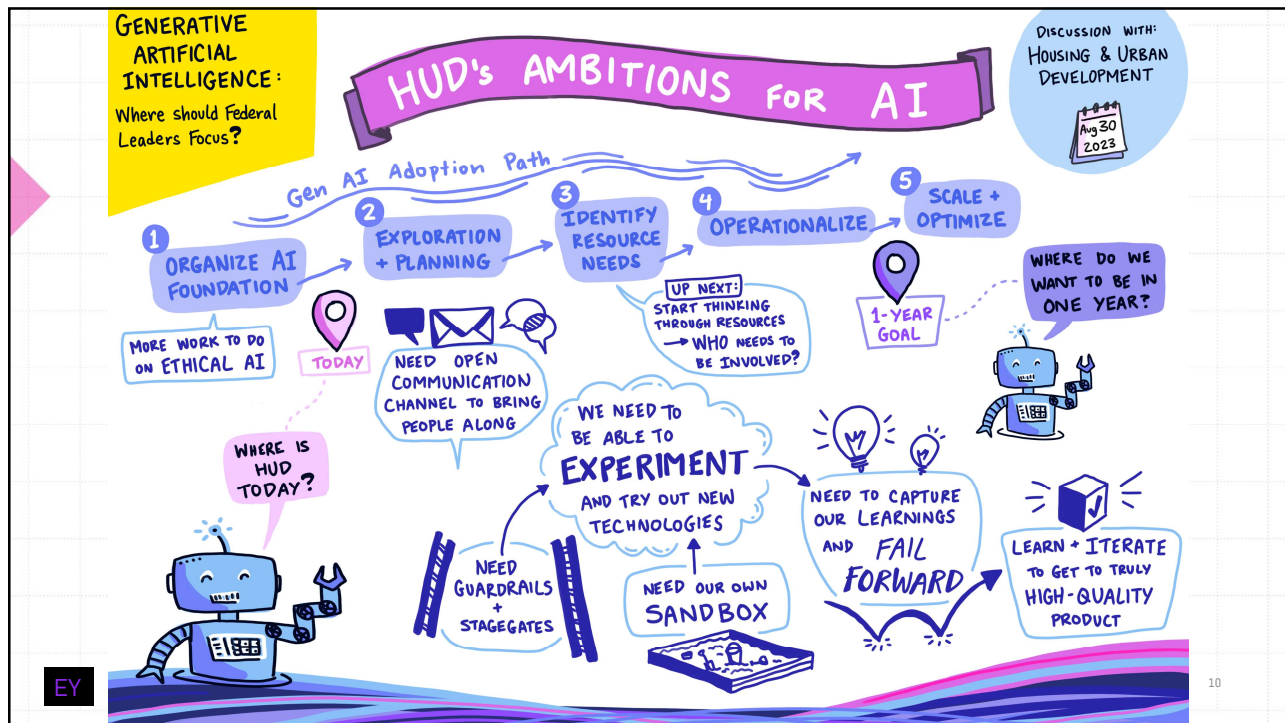 GENERATIVE
ARTIFICIAL
INTELLIGENCE:
Where should Federal
Leaders Focus?
HUD's AMBITIONS FOR AI
DISCUSSION WITH:
HOUSING & URBAN
DEVELOPMENT
Aug 30
2023
Gen AI Adoption Path
1
ORGANIZE AI
FOUNDATION
2
EXPLORATION
+ PLANNING
3
IDENTIFY
RESOURCE
NEEDS
4
OPERATIONALIZE
5
SCALE +
OPTIMIZE
MORE WORK TO DO
ON ETHICAL AI
TODAY
NEED OPEN
COMMUNICATION
CHANNEL TO BRING
PEOPLE ALONG
UP NEXT:
START THINKING
THROUGH RESOURCES
→ WHO NEEDS TO
BE INVOLVED?
1-YEAR
GOAL
WHERE DO WE
WANT TO BE IN
ONE YEAR?
WHERE IS
HUD
TODAY?
WE NEED TO
BE ABLE TO
EXPERIMENT
AND TRY OUT NEW
TECHNOLOGIES
NEED
GUARDRAILS
+
STAGEGATES
NEED OUR OWN
SANDBOX
NEED TO CAPTURE
OUR LEARNINGS
AND FAIL
FORWARD
LEARN + ITERATE
TO GET TO TRULY
HIGH-QUALITY
PRODUCT
EY
10